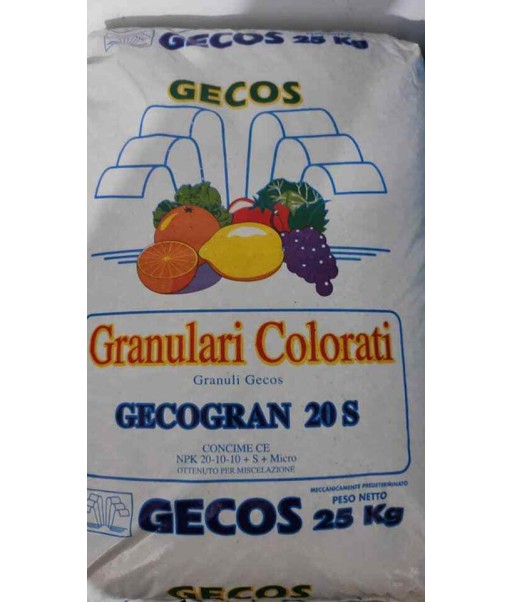 GECOS 25 Kg
GECOS
Granulari Colorati
Granuli Gecos
GECOGRAN 20 S
CONCIME CE
NPK 20-10-10 + S + Micro
OTTENUTO PER MISCELAZIONE
MECCANICAMENTE PREDETERMINATO
PESO NETTO
GECOS 25 Kg
GECOS